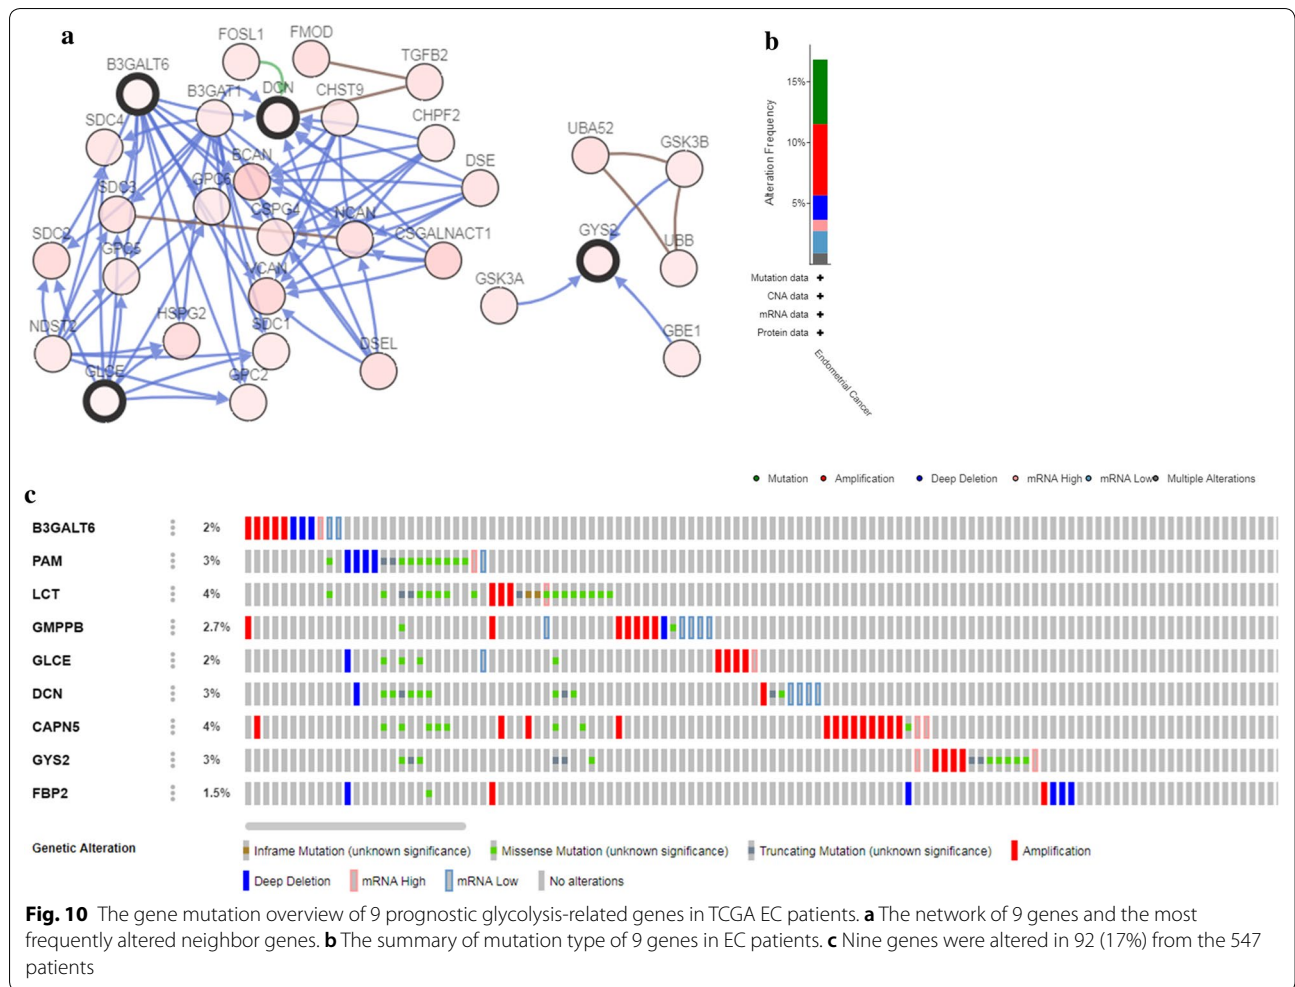 a
FOSL1
FMOD
TGFB2
B3GALT6
B3GAT1
DCN
CHST9
SDC4
CHPF2
BCAN
DSE
SDC3
GPC6
CSPG4
NCAN
SDC2
GPC5
CSGALNACT1
VCAN
HSPG2
SDC1
NDST2
DSEL
GLCE
GPC2
UBA52
GSK3B
GYS2
UBB
GSK3A
GBE1
b
15%
10%
5%
Alteration Frequency
Mutation data
CNA data
mRNA data
Protein data
Endometrial Cancer
Mutation Amplification Deep Deletion mRNA High mRNA Low Multiple Alterations
c
B3GALT6 2%
PAM 3%
LCT 4%
GMPPB 2.7%
GLCE 2%
DCN 3%
CAPN5 4%
GYS2 3%
FBP2 1.5%
Genetic Alteration Inframe Mutation (unknown significance) Missense Mutation (unknown significance) Truncating Mutation (unknown significance) Amplification
Deep Deletion mRNA High mRNA Low No alterations
Fig. 10 The gene mutation overview of 9 prognostic glycolysis-related genes in TCGA EC patients. a The network of 9 genes and the most
frequently altered neighbor genes. b The summary of mutation type of 9 genes in EC patients. c Nine genes were altered in 92 (17%) from the 547
patients